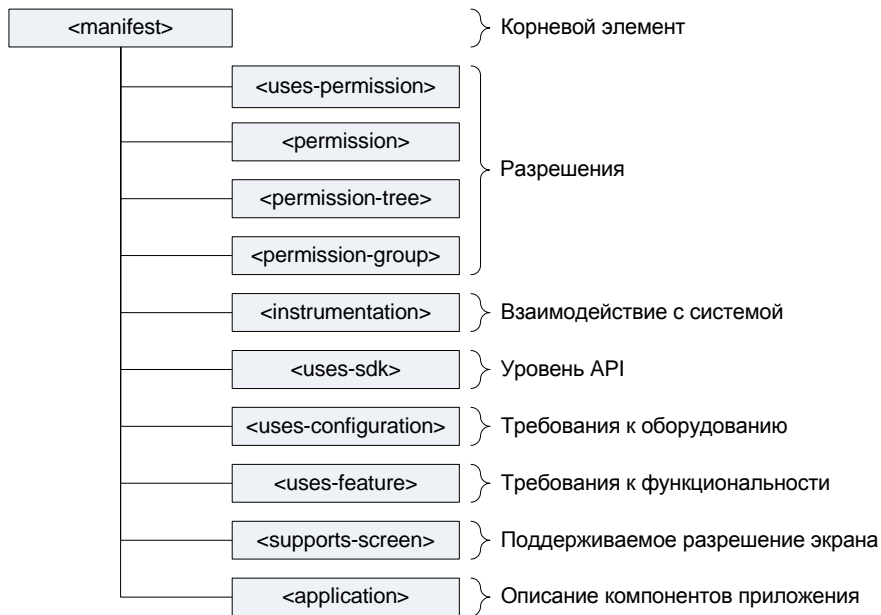 <manifest>
Корневой элемент
<uses-permission>
<permission>
Разрешения
<permission-tree>
<permission-group>
<instrumentation>
Взаимодействие с системой
<uses-sdk>
Уровень API
<uses-configuration>
Требования к оборудованию
<uses-feature>
Требования к функциональности
<supports-screen>
Поддерживаемое разрешение экрана
<application>
Описание компонентов приложения